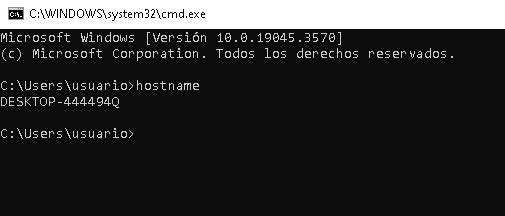 C:\WINDOWS\system32\cmd.exe
Microsoft Windows [Versión 10.0.19045.3570]
(c) Microsoft Corporation. Todos los derechos reservados.
C:\Users\usuario>hostname
DESKTOP-444494Q
C:\Users\usuario>